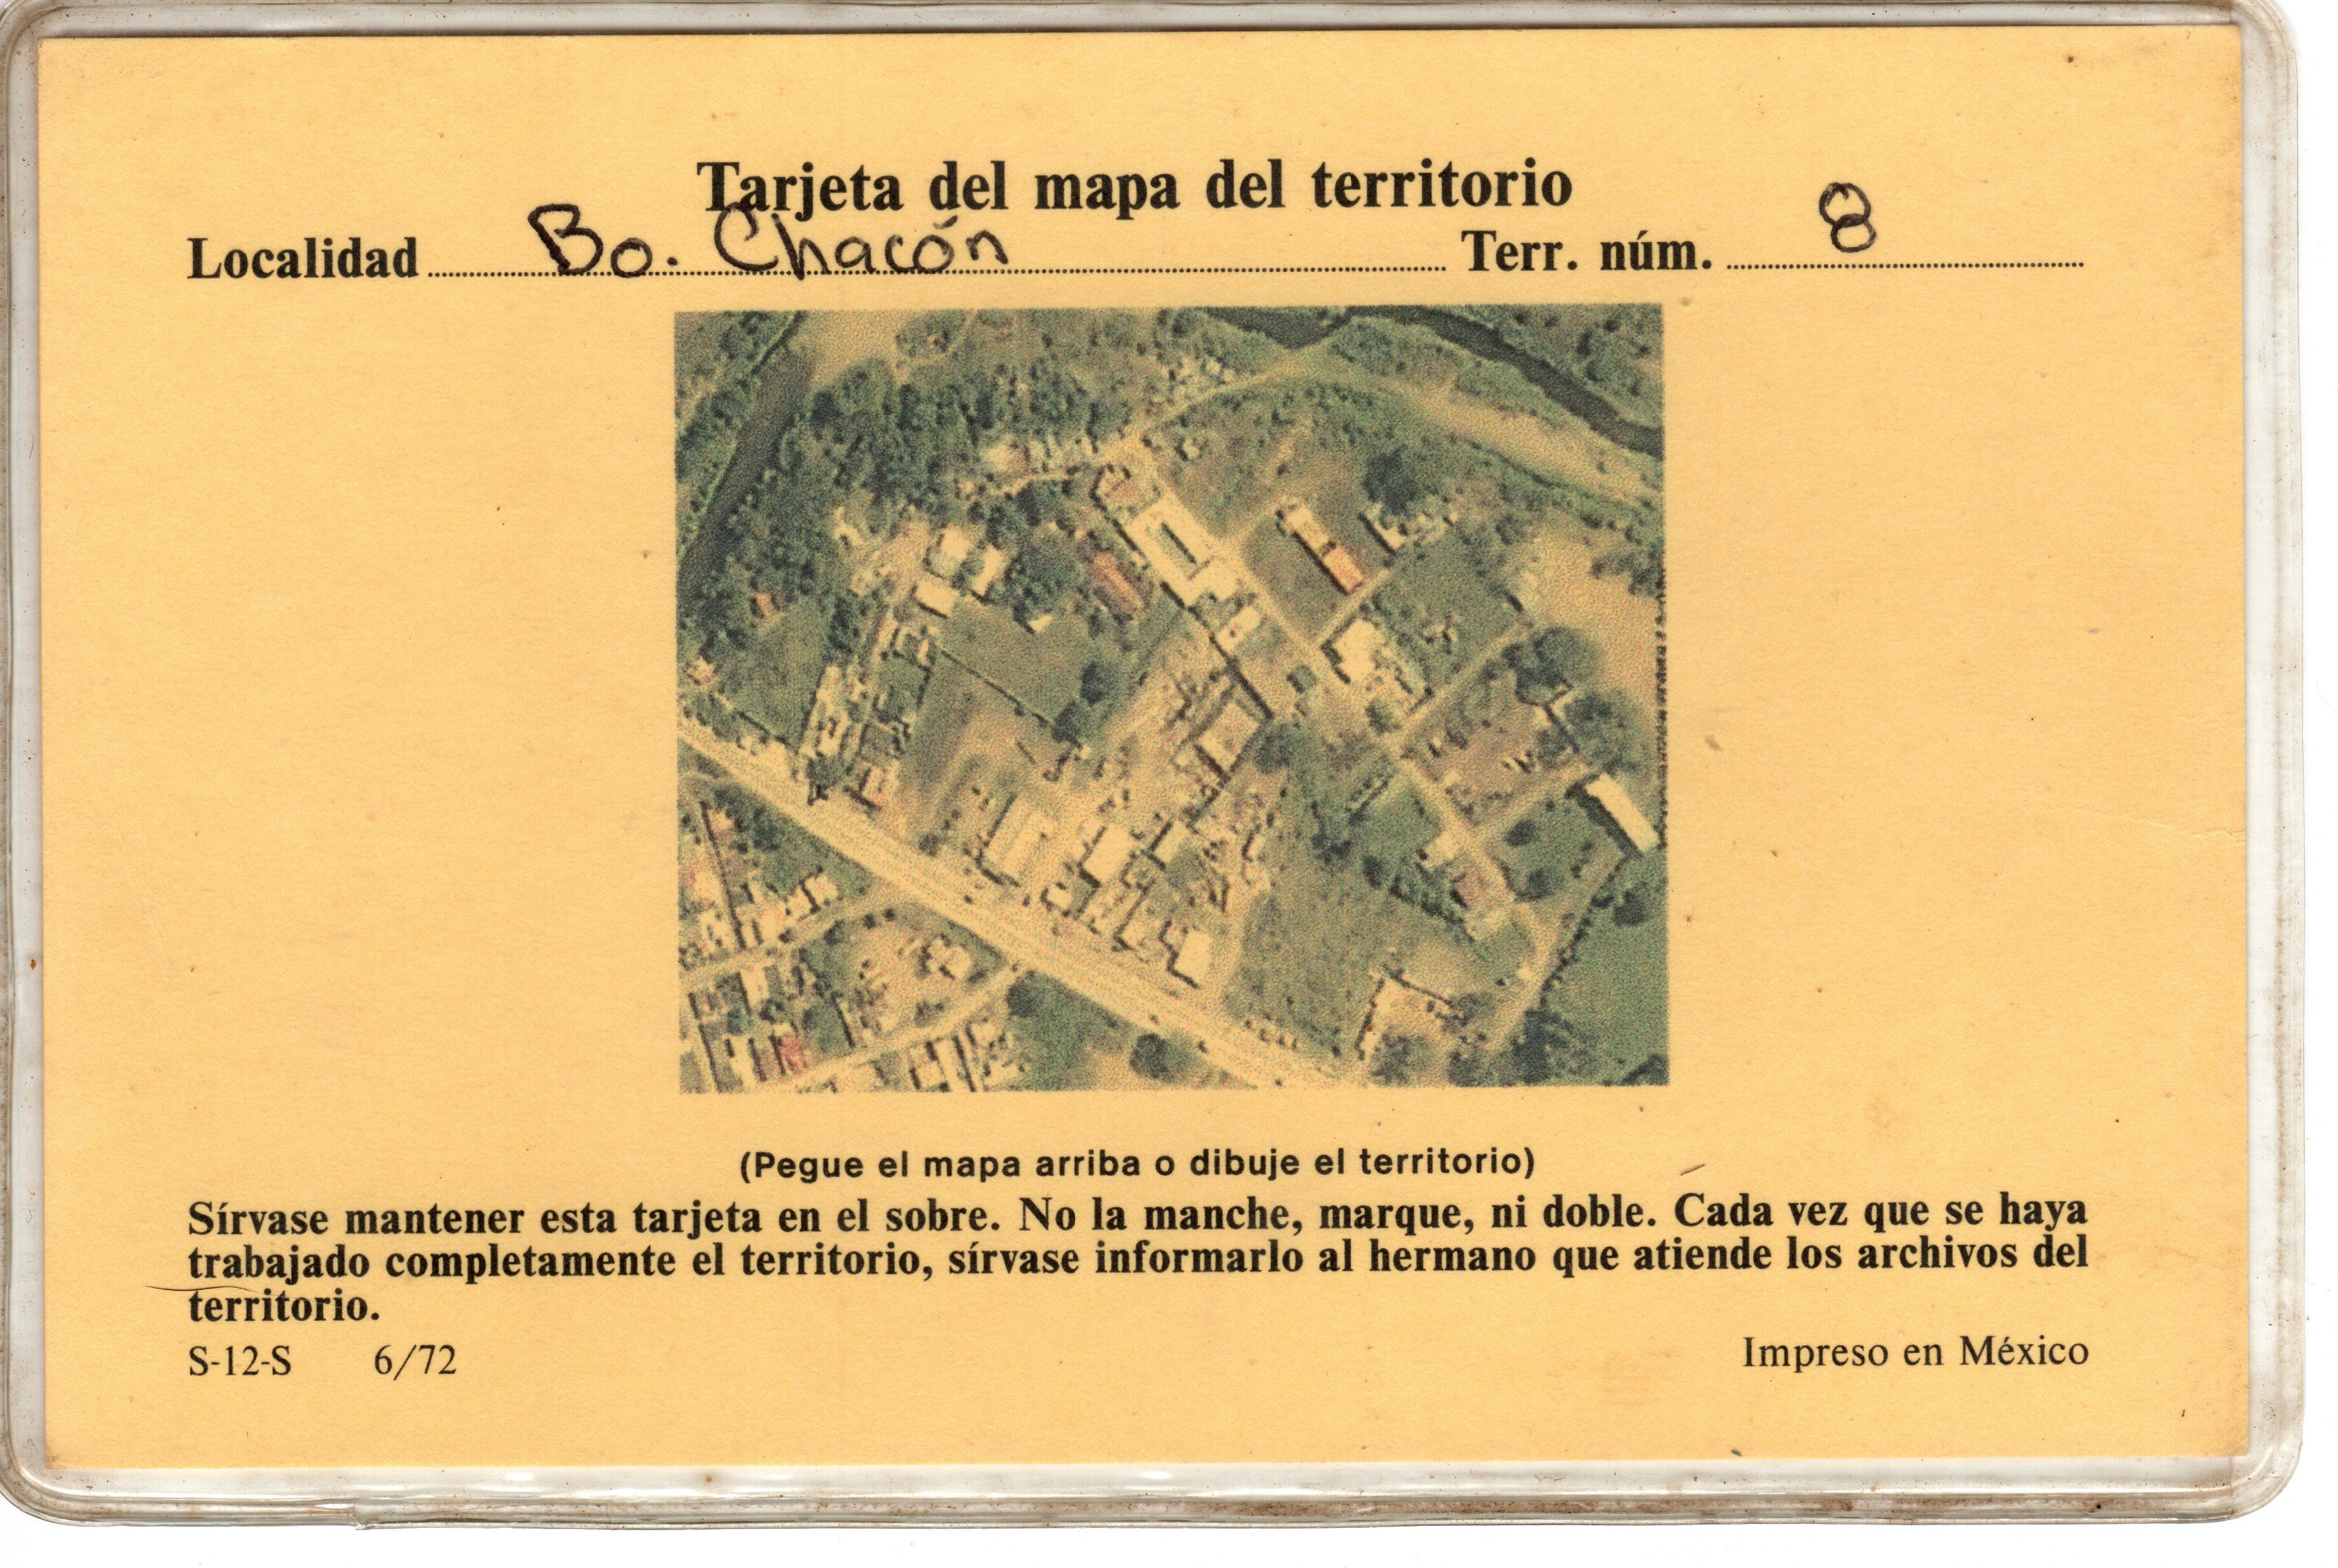 Tarjeta del mapa del territorio
Localidad Bo. Chacón Terr. núm. 8
(Pegue el mapa arriba o dibuje el territorio)
Sírvase mantener esta tarjeta en el sobre. No la manche, marque, ni doble. Cada vez que se haya
trabajado completamente el territorio, sírvase informarlo al hermano que atiende los archivos del
territorio.
S-12-S 6/72 Impreso en México